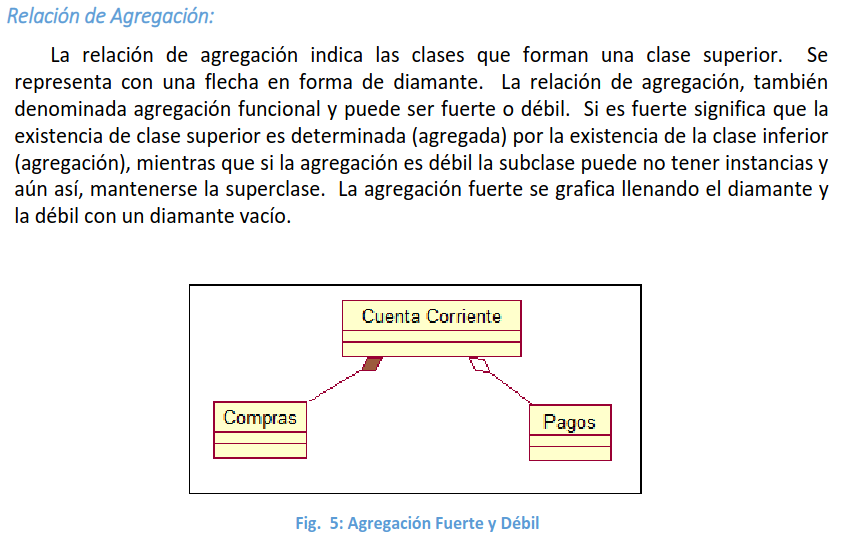 Relación de Agregación:
La relación de agregación indica las clases que forman una clase superior. Se
representa con una flecha en forma de diamante. La relación de agregación, también
denominada agregación funcional y puede ser fuerte o débil. Si es fuerte significa que la
existencia de clase superior es determinada (agregada) por la existencia de la clase inferior
(agregación), mientras que si la agregación es débil la subclase puede no tener instancias y
aún así, mantenerse la superclase. La agregación fuerte se grafica llenando el diamante y
la débil con un diamante vacío.
Cuenta Corriente
Compras
Pagos
Fig. 5: Agregación Fuerte y Débil